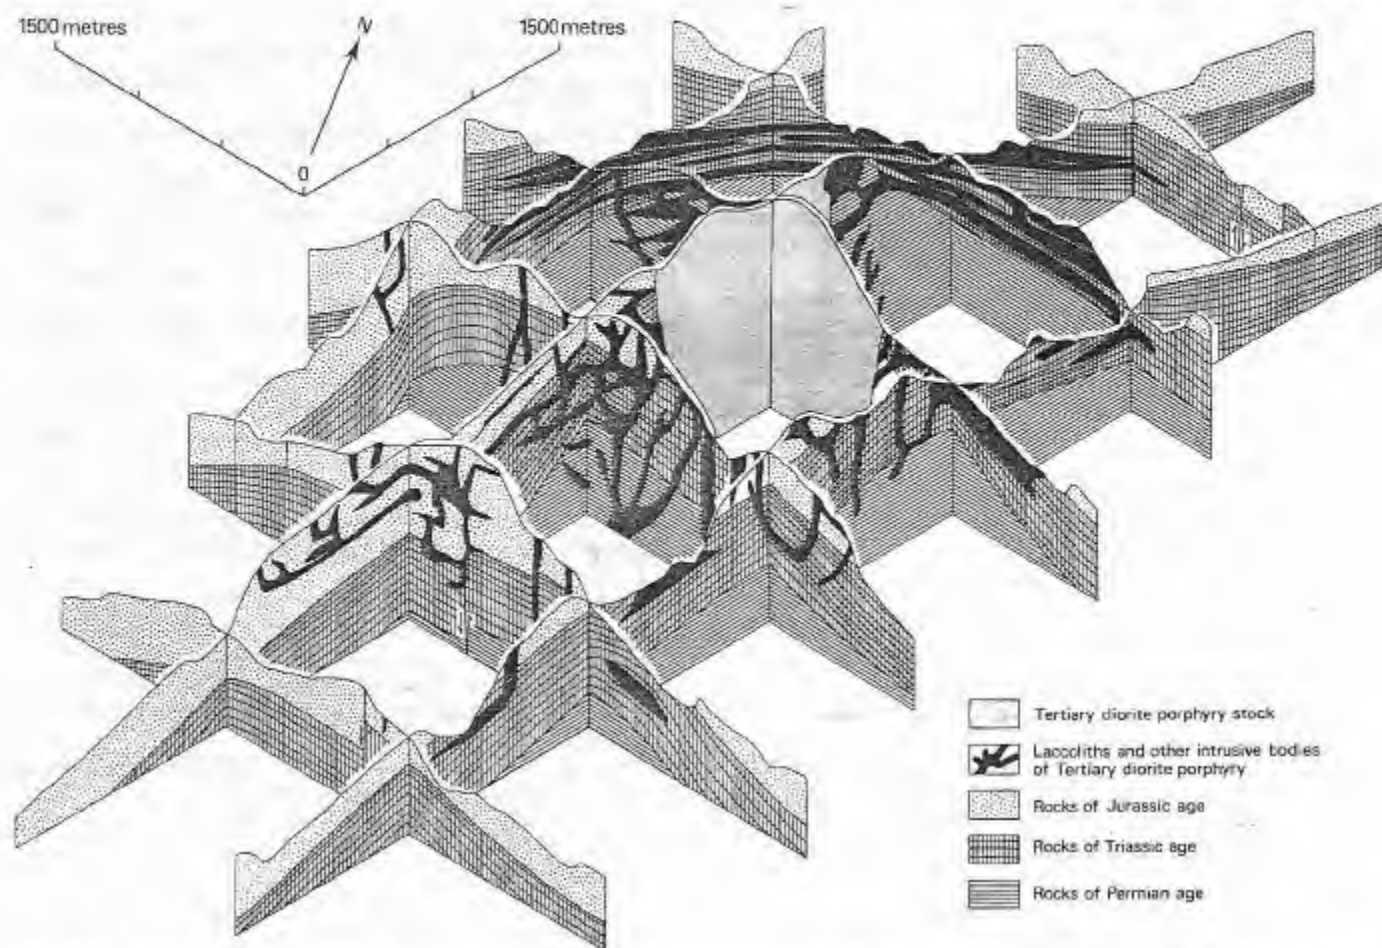 1500 metres
N
1500 metres
0
Tertiary diorite porphyry stock
Laccoliths and other intrusive bodies
of Tertiary diorite porphyry
Rocks of Jurassic age
Rocks of Triassic age
Rocks of Permian age